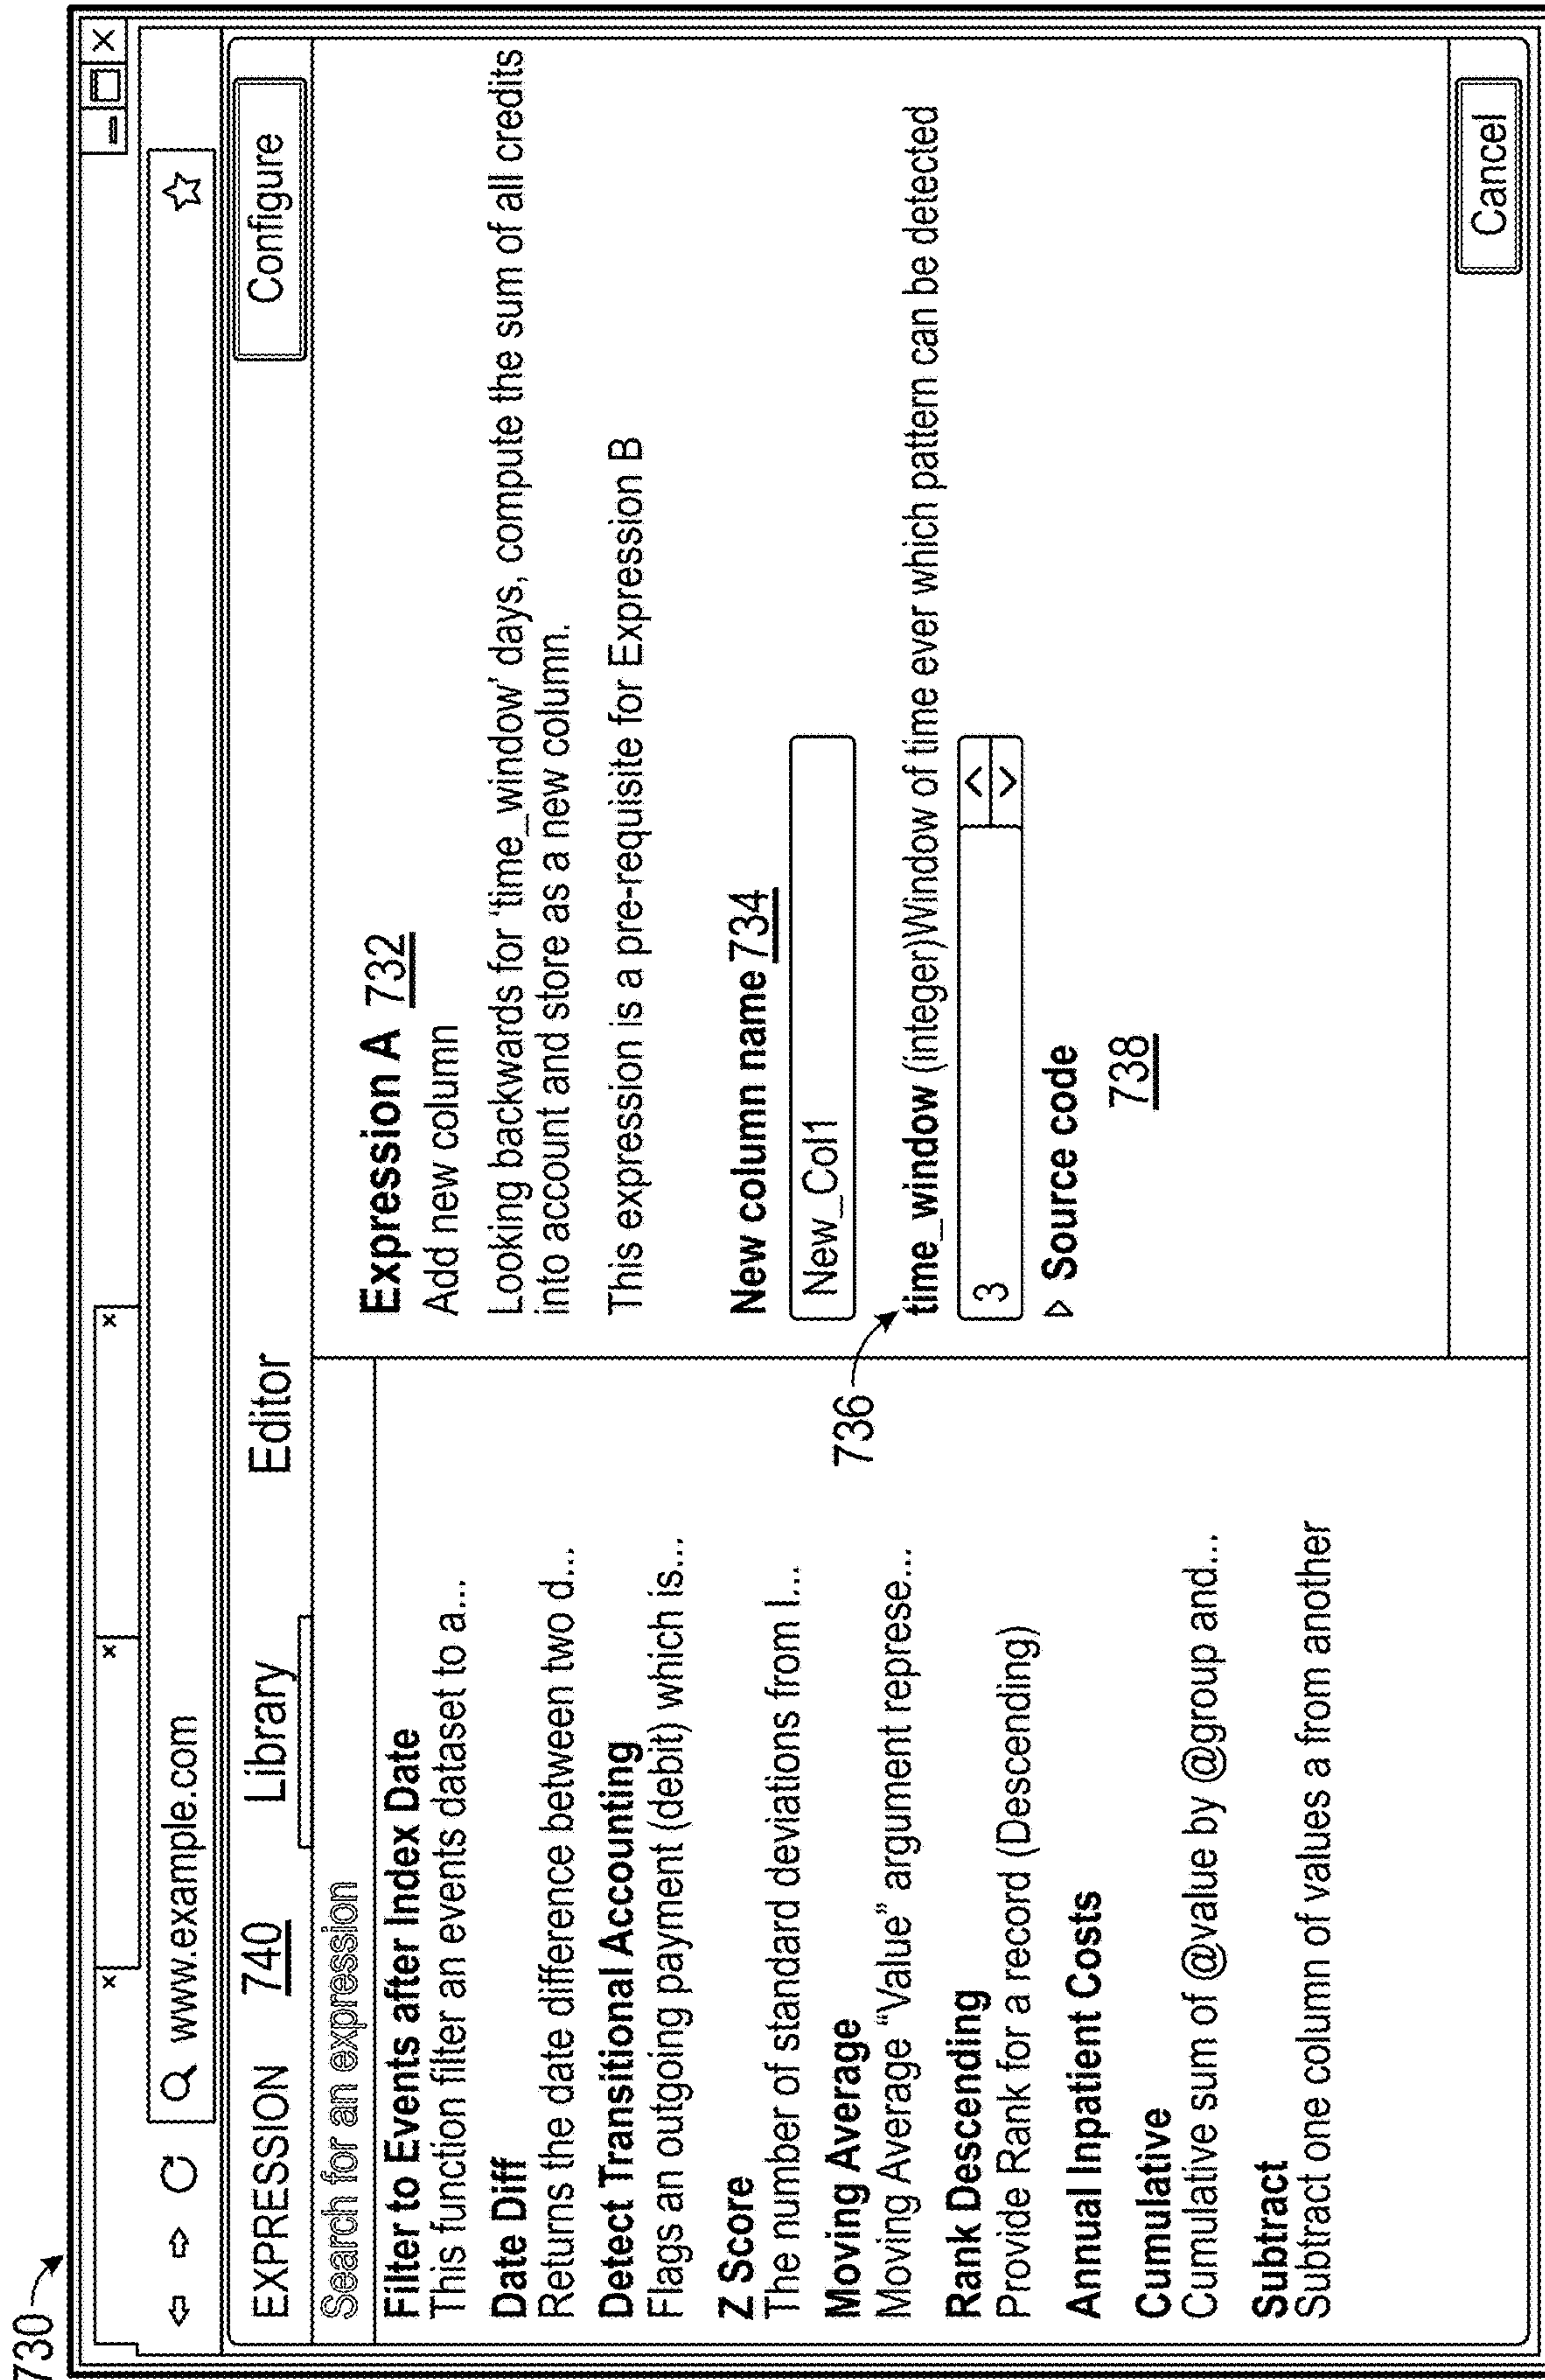 730
www.example.com
EXPRESSION 740 Library Editor Configure
Search for an expression
Filter to Events after Index Date
This function filter an events dataset to a...
Date Diff
Returns the date difference between two d...
Detect Transitional Accounting
Flags an outgoing payment (debit) which is...
Z Score
The number of standard deviations from l...
Moving Average
Moving Average “Value” argument represe...
Rank Descending
Provide Rank for a record (Descending)
Annual Inpatient Costs
Cumulative
Cumulative sum of @value by @group and...
Subtract
Subtract one column of values a from another
Expression A 732
Add new column
Looking backwards for ‘time_window’ days, compute the sum of all credits
into account and store as a new column.
This expression is a pre-requisite for Expression B
New column name 734
New_Col1
736
time_window (integer)Window of time ever which pattern can be detected
3
Source code
738
Cancel